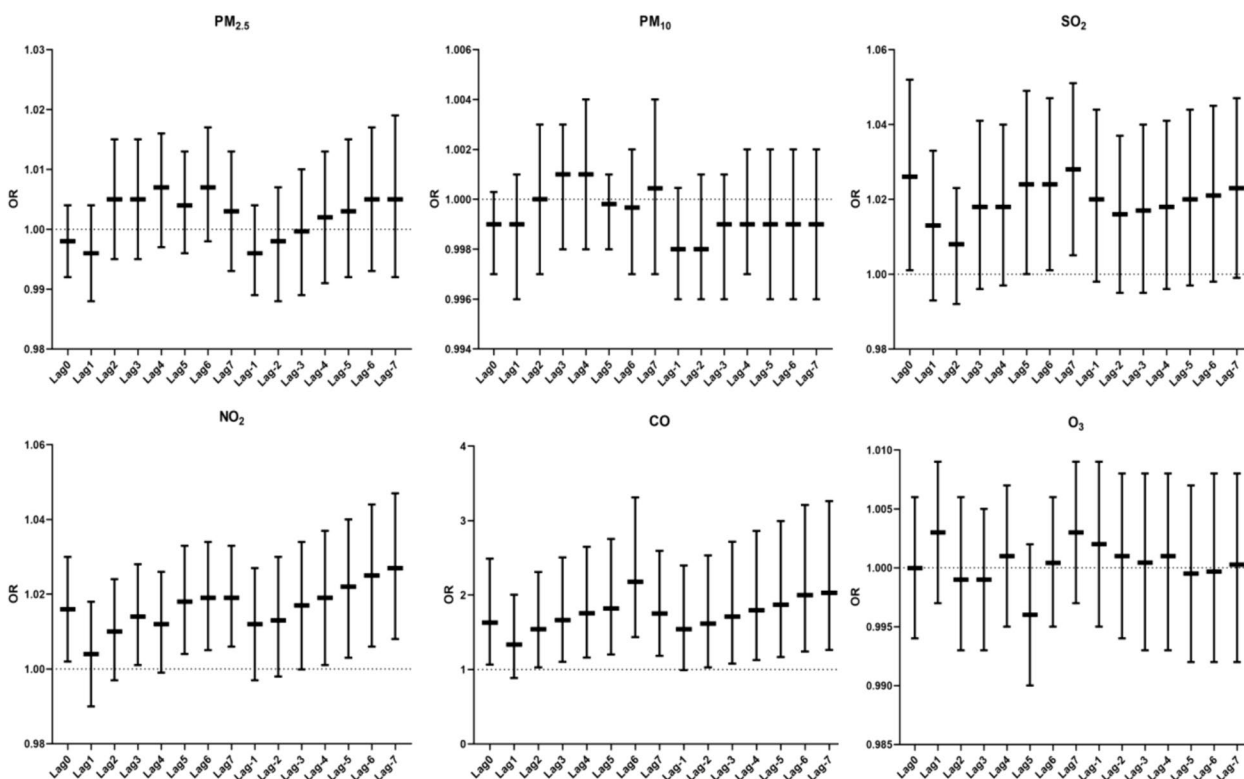 PM2.5
OR
1.03
1.02
1.01
1.00
0.99
0.98
Lag0 Lag1 Lag2 Lag3 Lag4 Lag5 Lag6 Lag7 Lag-1 Lag-2 Lag-3 Lag-4 Lag-5 Lag-6 Lag-7
PM10
OR
1.006
1.004
1.002
1.000
0.998
0.996
0.994
Lag0 Lag1 Lag2 Lag3 Lag4 Lag5 Lag6 Lag7 Lag-1 Lag-2 Lag-3 Lag-4 Lag-5 Lag-6 Lag-7
SO2
OR
1.06
1.04
1.02
1.00
0.98
Lag0 Lag1 Lag2 Lag3 Lag4 Lag5 Lag6 Lag7 Lag-1 Lag-2 Lag-3 Lag-4 Lag-5 Lag-6 Lag-7
NO2
OR
1.06
1.04
1.02
1.00
0.98
Lag0 Lag1 Lag2 Lag3 Lag4 Lag5 Lag6 Lag7 Lag-1 Lag-2 Lag-3 Lag-4 Lag-5 Lag-6 Lag-7
CO
OR
4
3
2
1
0
Lag0 Lag1 Lag2 Lag3 Lag4 Lag5 Lag6 Lag7 Lag-1 Lag-2 Lag-3 Lag-4 Lag-5 Lag-6 Lag-7
O3
OR
1.010
1.005
1.000
0.995
0.990
0.985
Lag0 Lag1 Lag2 Lag3 Lag4 Lag5 Lag6 Lag7 Lag-1 Lag-2 Lag-3 Lag-4 Lag-5 Lag-6 Lag-7